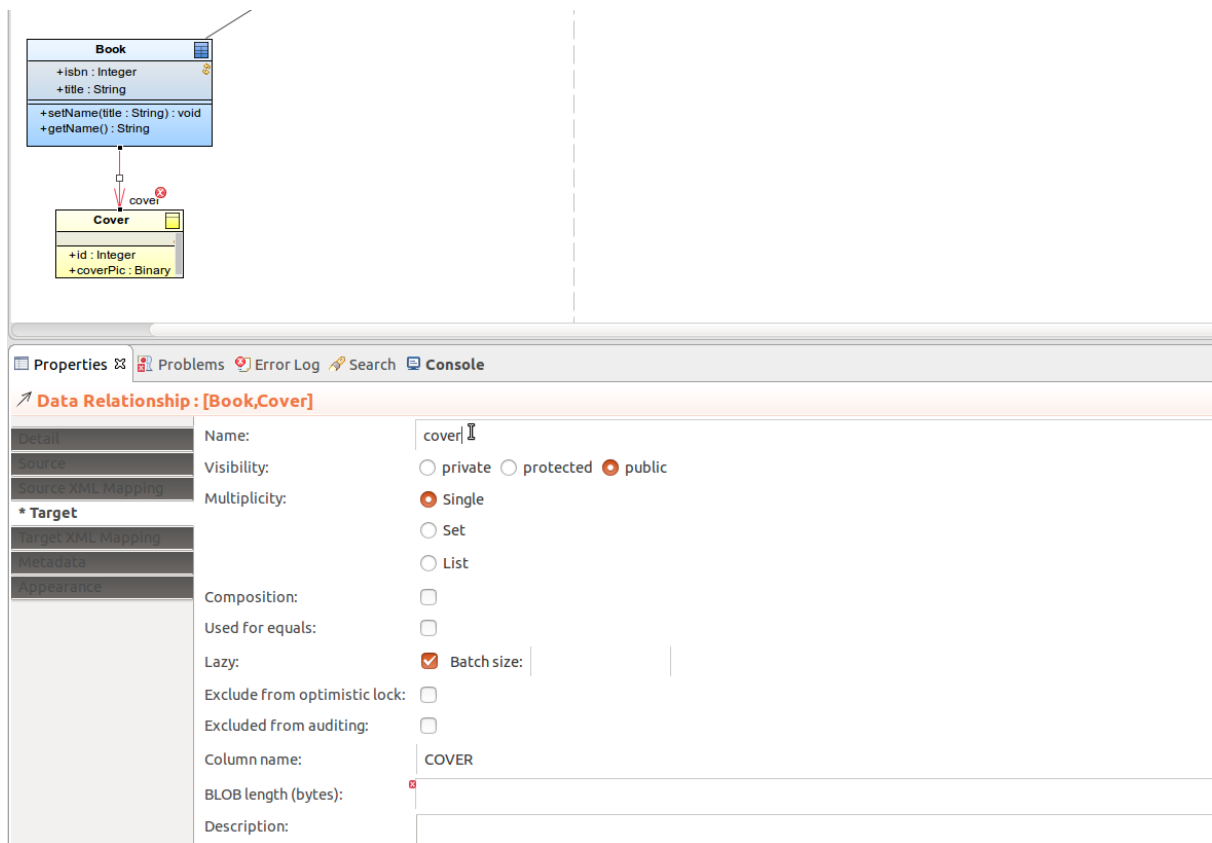 Book
+isbn : Integer
+title : String
+setName(title : String) : void
+getName() : String
cover
Cover
+id : Integer
+coverPic : Binary
Properties Problems Error Log Search Console
Data Relationship : [Book,Cover]
Detail
Source
Source XML Mapping
* Target
Target XML Mapping
Metadata
Appearance
Name: cover
Visibility: private protected public
Multiplicity: Single
Set
List
Composition:
Used for equals:
Lazy: Batch size:
Exclude from optimistic lock:
Excluded from auditing:
Column name: COVER
BLOB length (bytes):
Description: